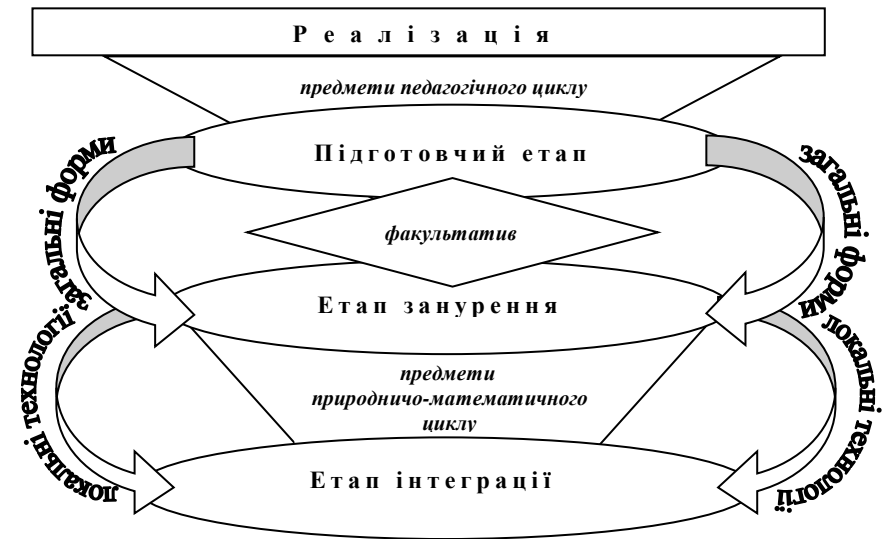 Реалізація
предмети педагогічного циклу
Підготовчий етап
загальні форми
загальні форми
факультатив
Етап занурення
локальні технології
локальні технології
предмети
природничо-математичного
циклу
Етап інтеграції